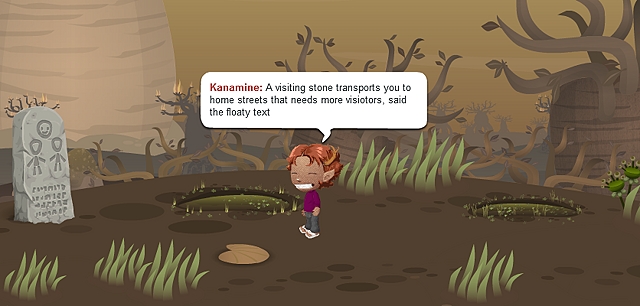 Kanamine: A visiting stone transports you to
home streets that needs more visiotors, said
the floaty text